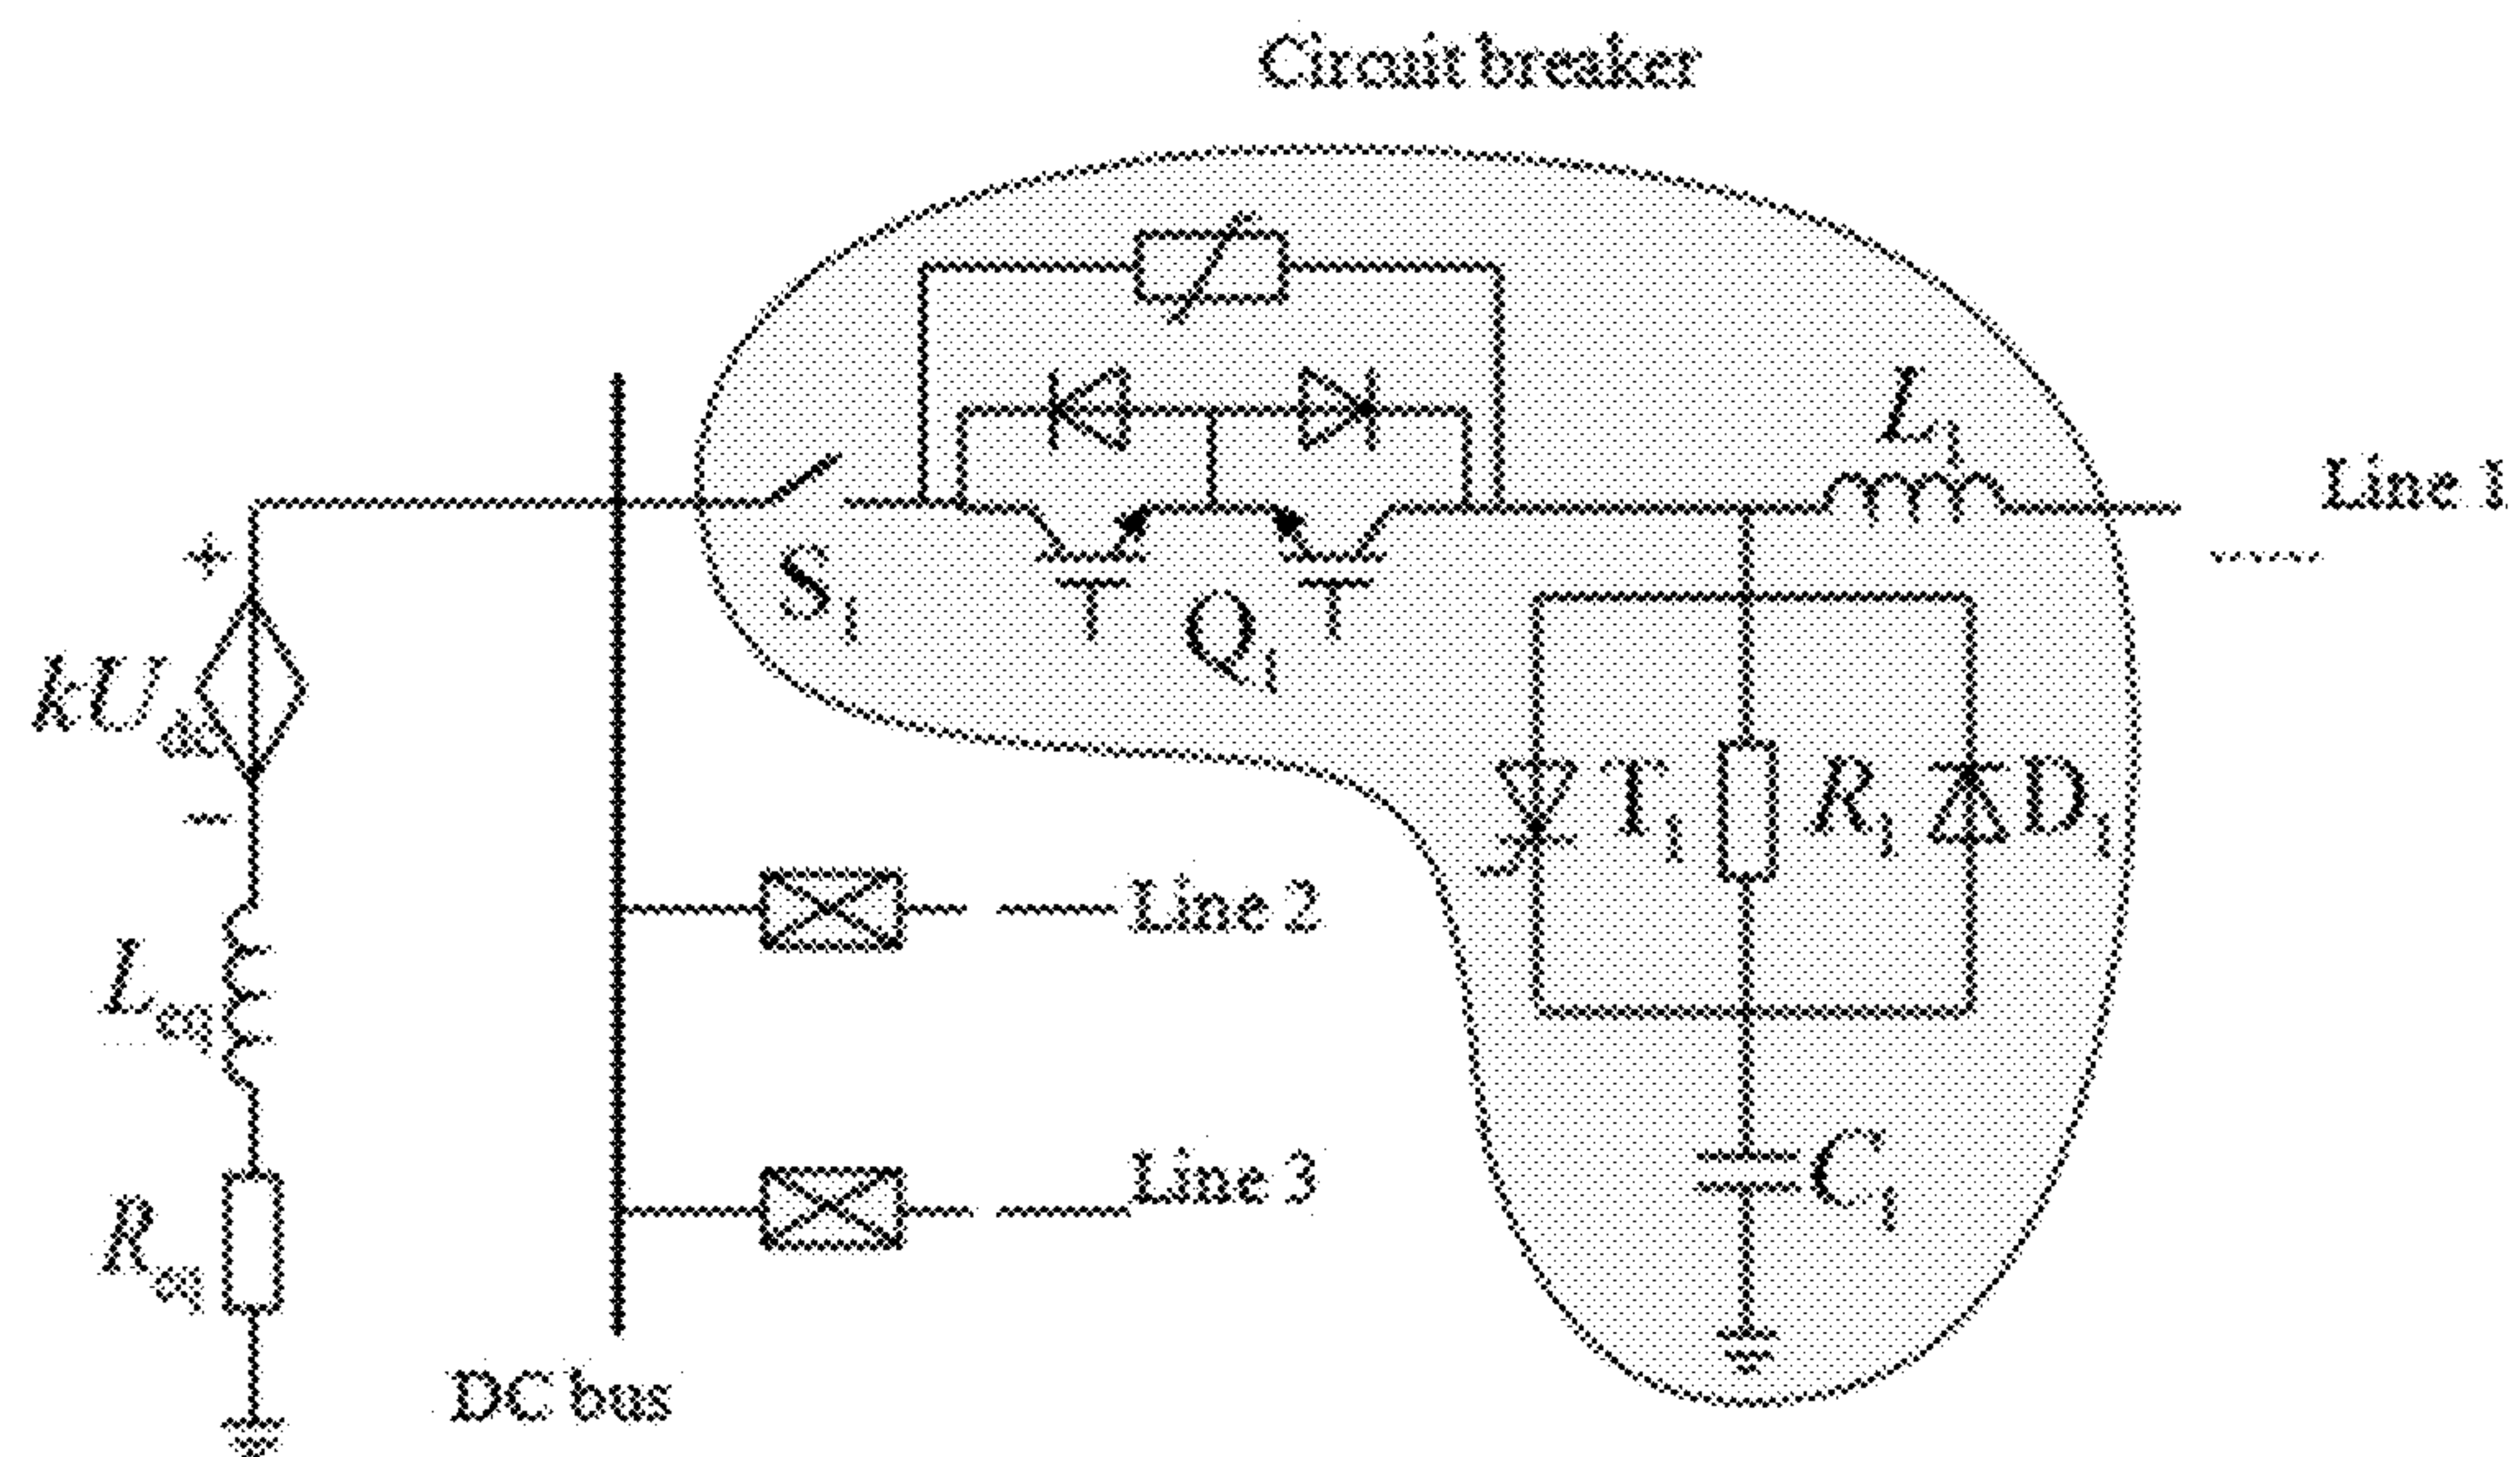 Circuit breaker
L1
Line 1
+
S1
Q1
kUdc
−
T1
R1
D1
Line 2
Leq
C1
Line 3
Req
DC bus